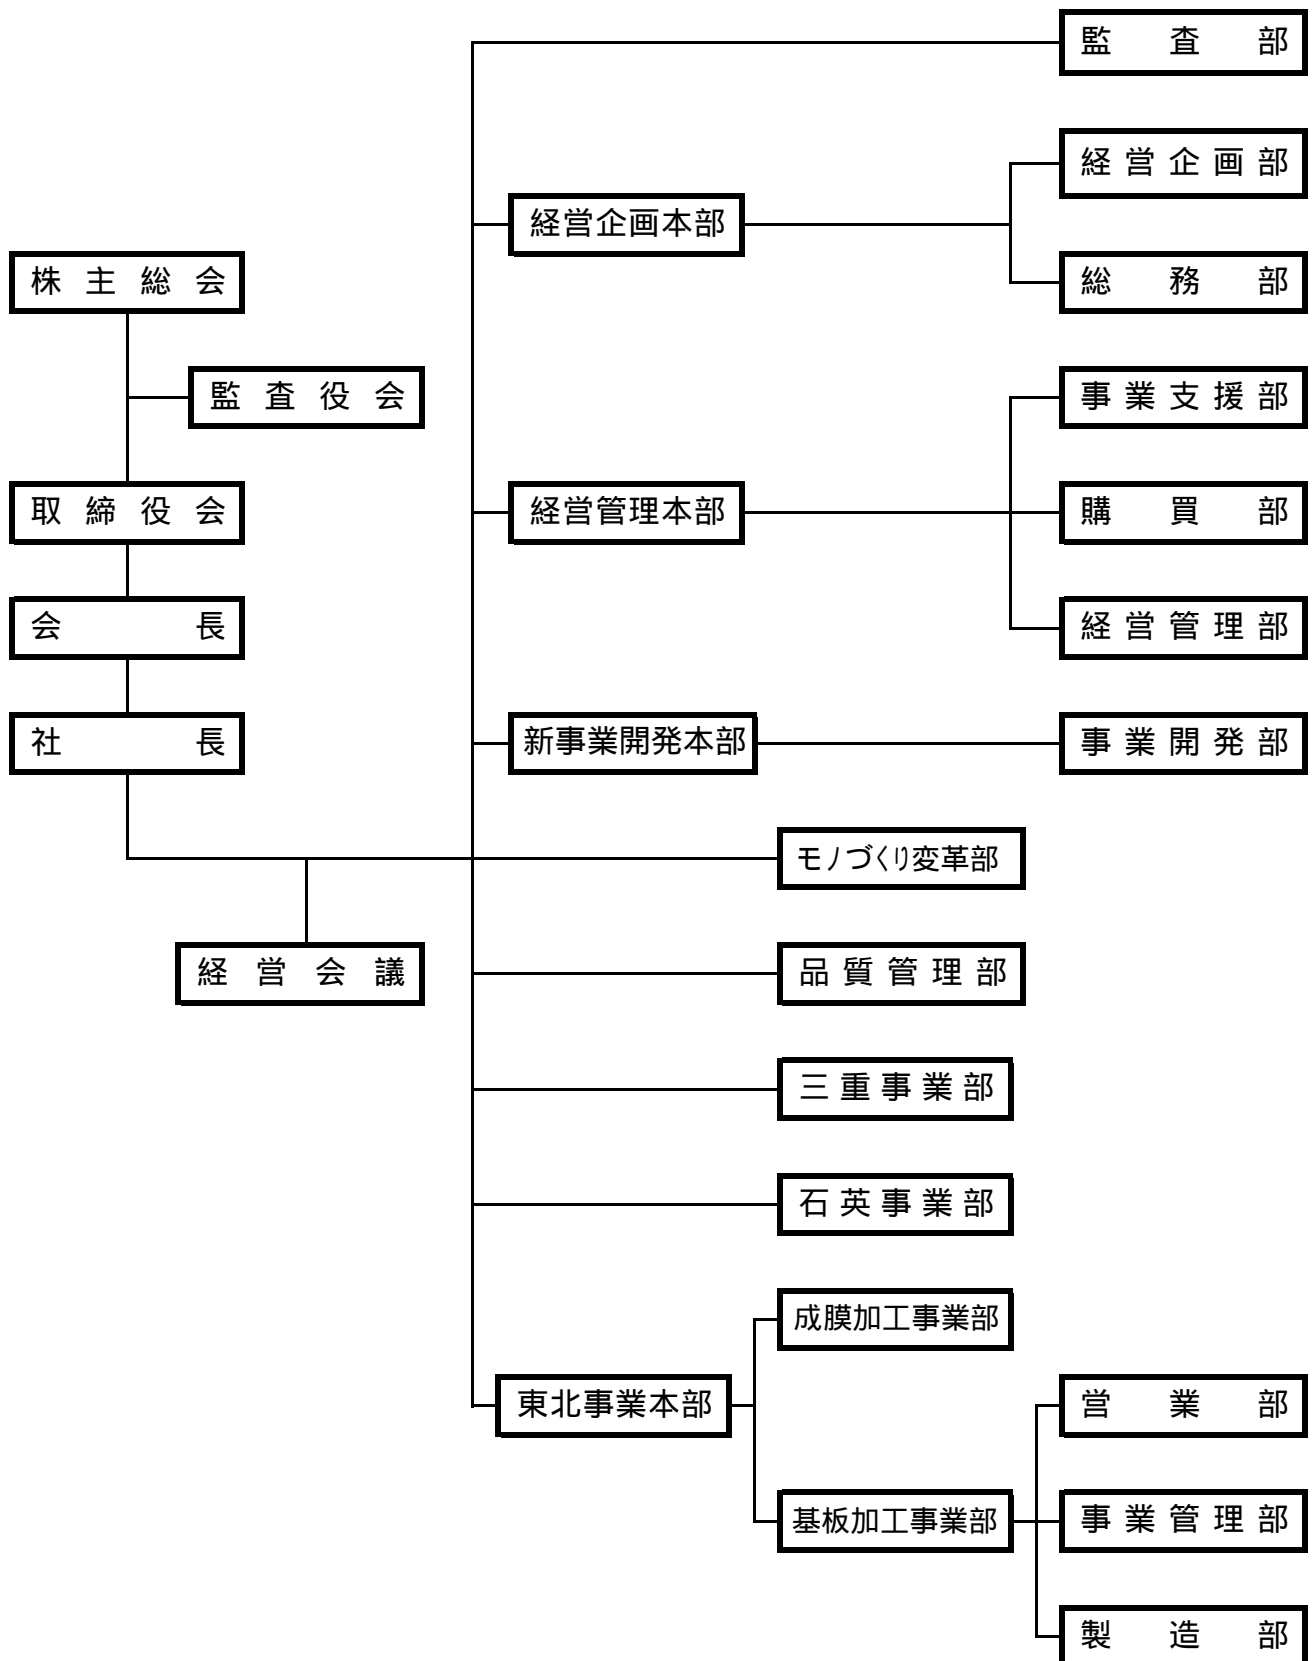 株主総会
監査役会
取締役会
会長
社長
経営会議
監査部
経営企画本部
経営企画部
総務部
経営管理本部
事業支援部
購買部
経営管理部
新事業開発本部
事業開発部
モノづくり変革部
品質管理部
三重事業部
石英事業部
東北事業本部
成膜加工事業部
基板加工事業部
営業部
事業管理部
製造部